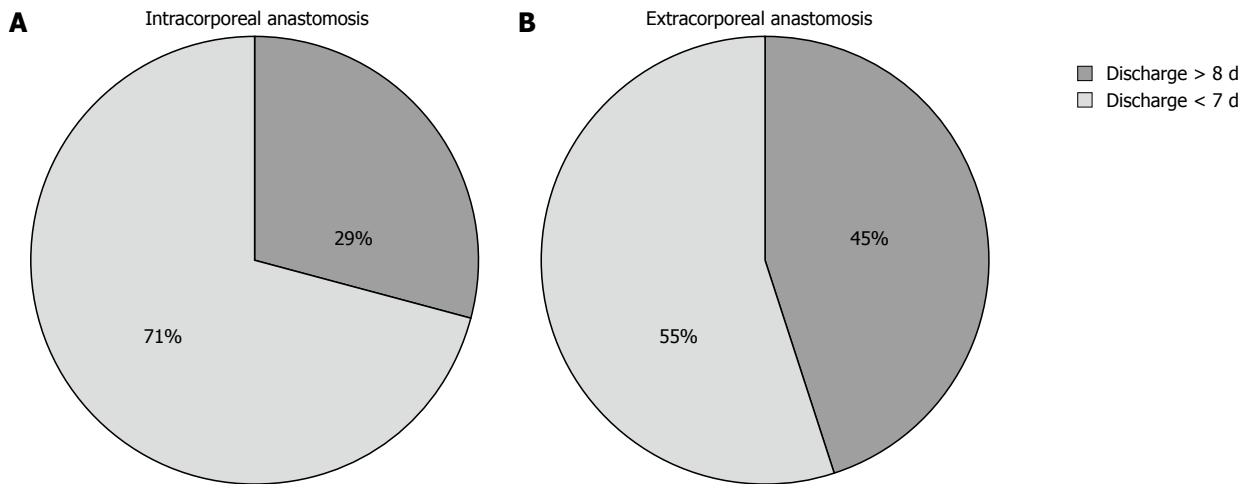 A
Intracorporeal anastomosis
29%
71%
B
Extracorporeal anastomosis
45%
55%
Discharge > 8 d
Discharge < 7 d